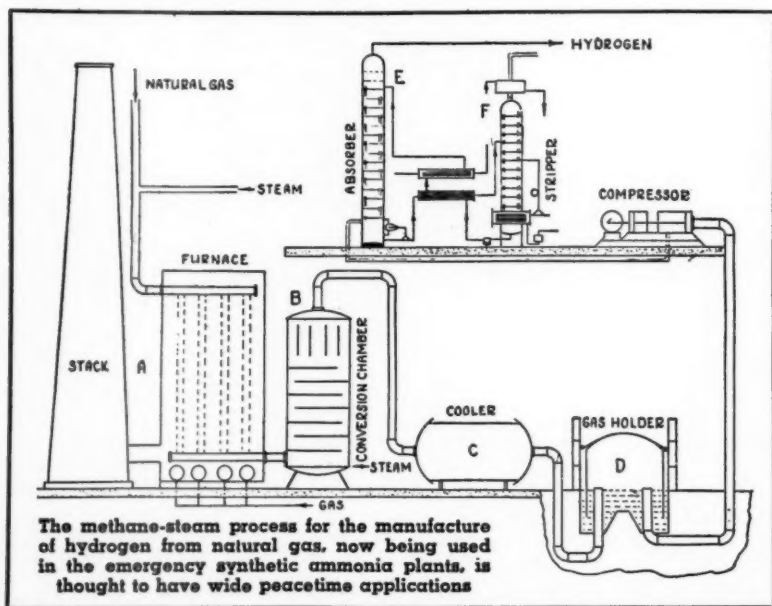 HYDROGEN
E
F
NATURAL GAS
ABSORBER
STRIPPER
STEAM
COMPRESSOR
FURNACE
B
STACK
A
CONVERSION CHAMBER
COOLER
GAS HOLDER
C
D
STEAM
GAS
The methane-steam process for the manufacture
of hydrogen from natural gas, now being used
in the emergency synthetic ammonia plants, is
thought to have wide peacetime applications